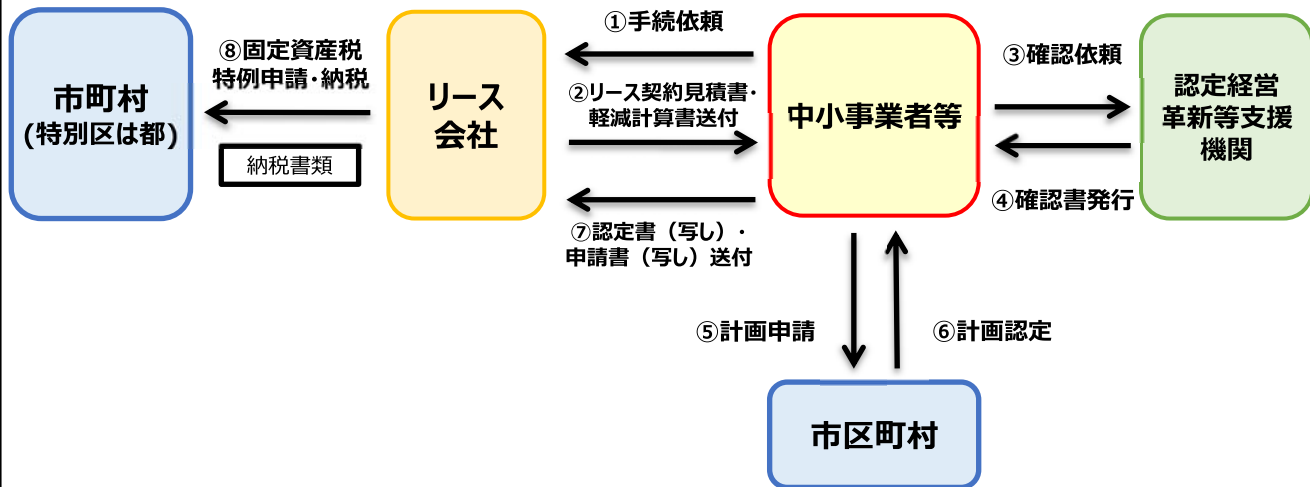 市町村
(特別区は都)
⑧固定資産税
特例申請・納税
納税書類
リース
会社
①手続依頼
②リース契約見積書・
軽減計算書送付
⑦認定書（写し）・
申請書（写し）送付
中小事業者等
③確認依頼
④確認書発行
認定経営
革新等支援
機関
⑤計画申請
⑥計画認定
市区町村